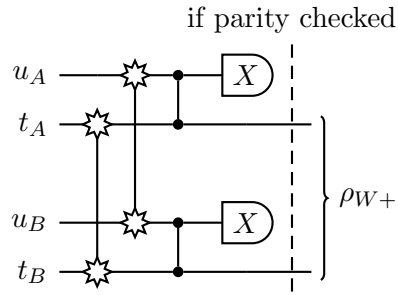 if parity checked
u_A
X
t_A
ρ_{W+}
u_B
X
t_B